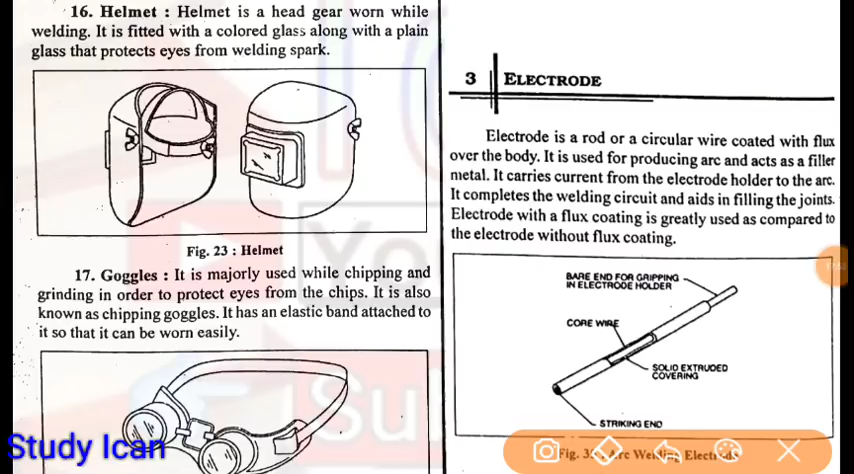 16. Helmet : Helmet is a head gear worn while
welding. It is fitted with a colored glass along with a plain
glass that protects eyes from welding spark.
Fig. 23 : Helmet
17. Goggles : It is majorly used while chipping and
grinding in order to protect eyes from the chips. It is also
known as chipping goggles. It has an elastic band attached to
it so that it can be worn easily.
Study Ican
3 ELECTRODE
Electrode is a rod or a circular wire coated with flux
over the body. It is used for producing arc and acts as a filler
metal. It carries current from the electrode holder to the arc.
It completes the welding circuit and aids in filling the joints.
Electrode with a flux coating is greatly used as compared to
the electrode without flux coating.
BARE END FOR GRIPPING
IN ELECTRODE HOLDER
CORE WIRE
SOLID EXTRUDED
COVERING
STRIKING END
Fig.
Welding